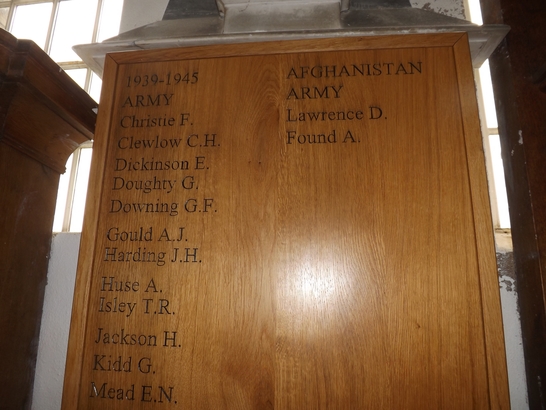 1939-1945
ARMY
Christie F.
Clewlow C.H.
Dickinson E.
Doughty G.
Downing G.F.
Gould A.J.
Harding J.H.
Huse A.
Isley T.R.
Jackson H.
Kidd G.
Mead E.N.
AFGHANISTAN
ARMY
Lawrence D.
Found A.